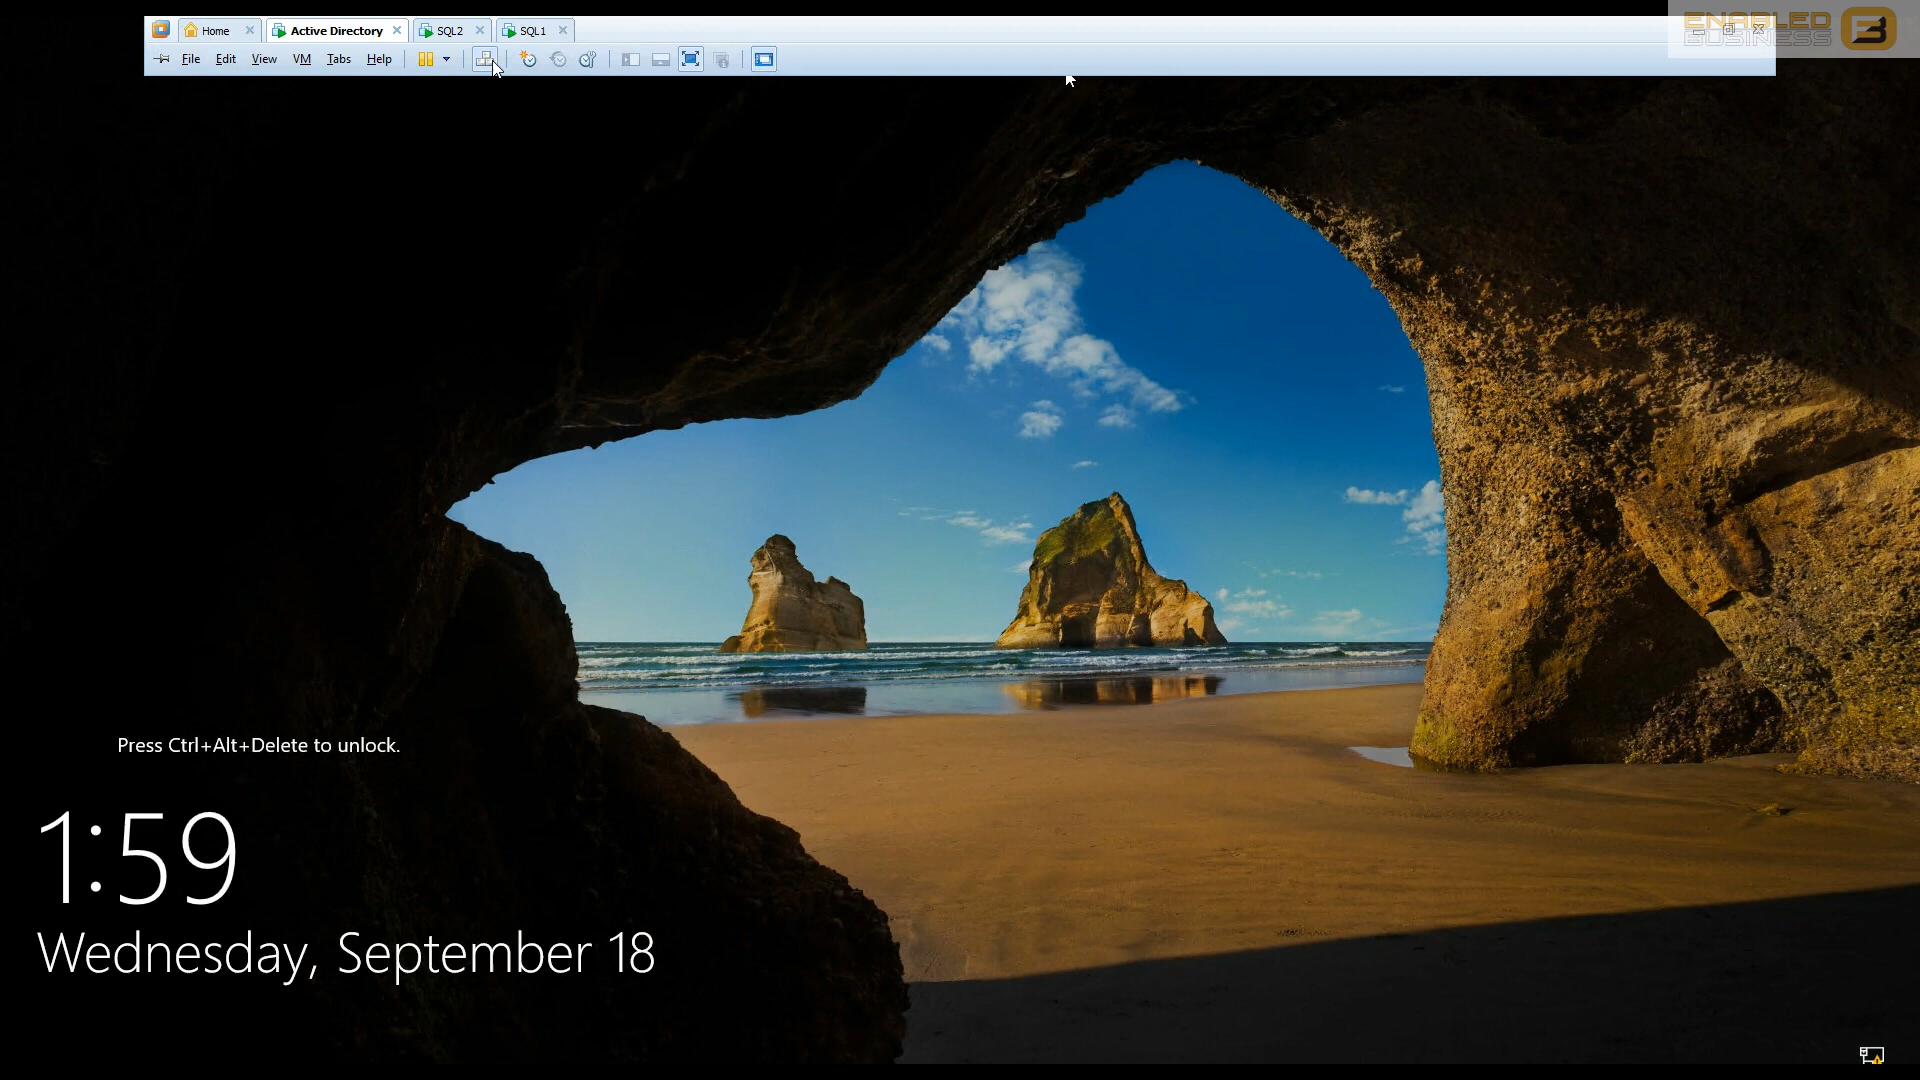 Home
Active Directory
SQL2
SQL1
File Edit View VM Tabs Help
ENABLED
BUSINESS
Press Ctrl+Alt+Delete to unlock.
1:59
Wednesday, September 18